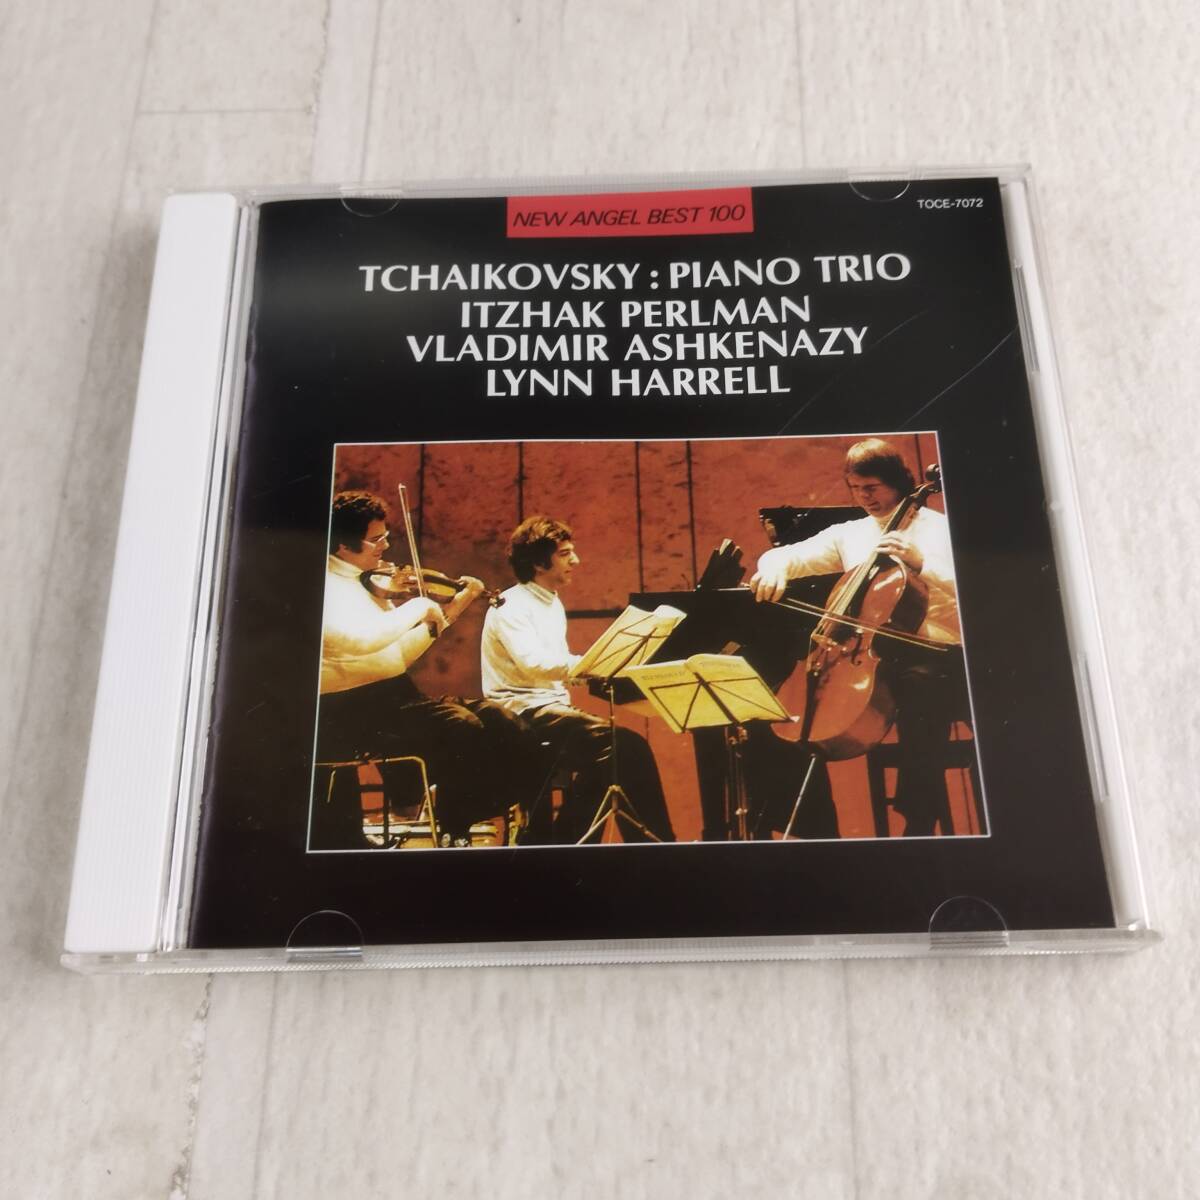 NEW ANGEL BEST 100
TOCE-7072
TCHAIKOVSKY : PIANO TRIO
ITZHAK PERLMAN
VLADIMIR ASHKENAZY
LYNN HARRELL